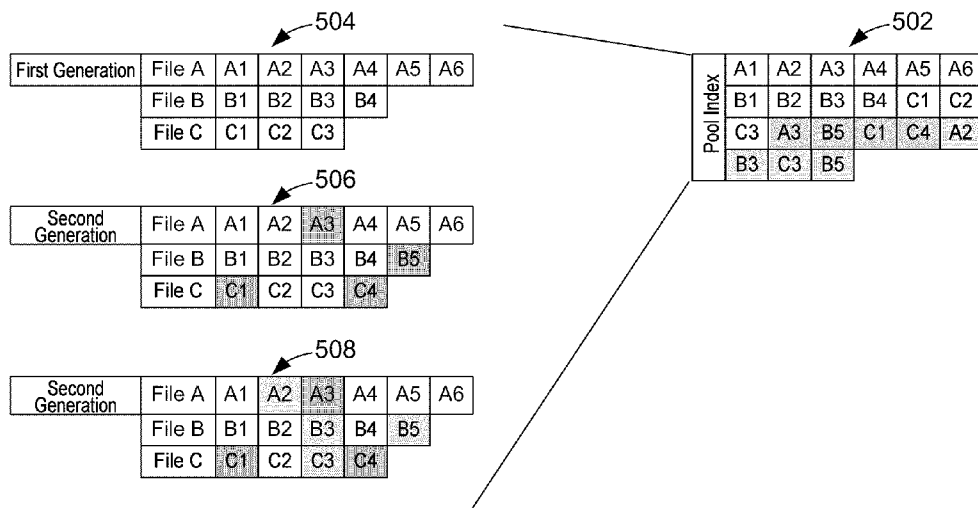 504
First Generation File A A1 A2 A3 A4 A5 A6
File B B1 B2 B3 B4
File C C1 C2 C3
506
Second Generation File A A1 A2 A3 A4 A5 A6
File B B1 B2 B3 B4 B5
File C C1 C2 C3 C4
508
Second Generation File A A1 A2 A3 A4 A5 A6
File B B1 B2 B3 B4 B5
File C C1 C2 C3 C4
502
Pool Index
A1 A2 A3 A4 A5 A6
B1 B2 B3 B4 C1 C2
C3 A3 B5 C1 C4 A2
B3 C3 B5